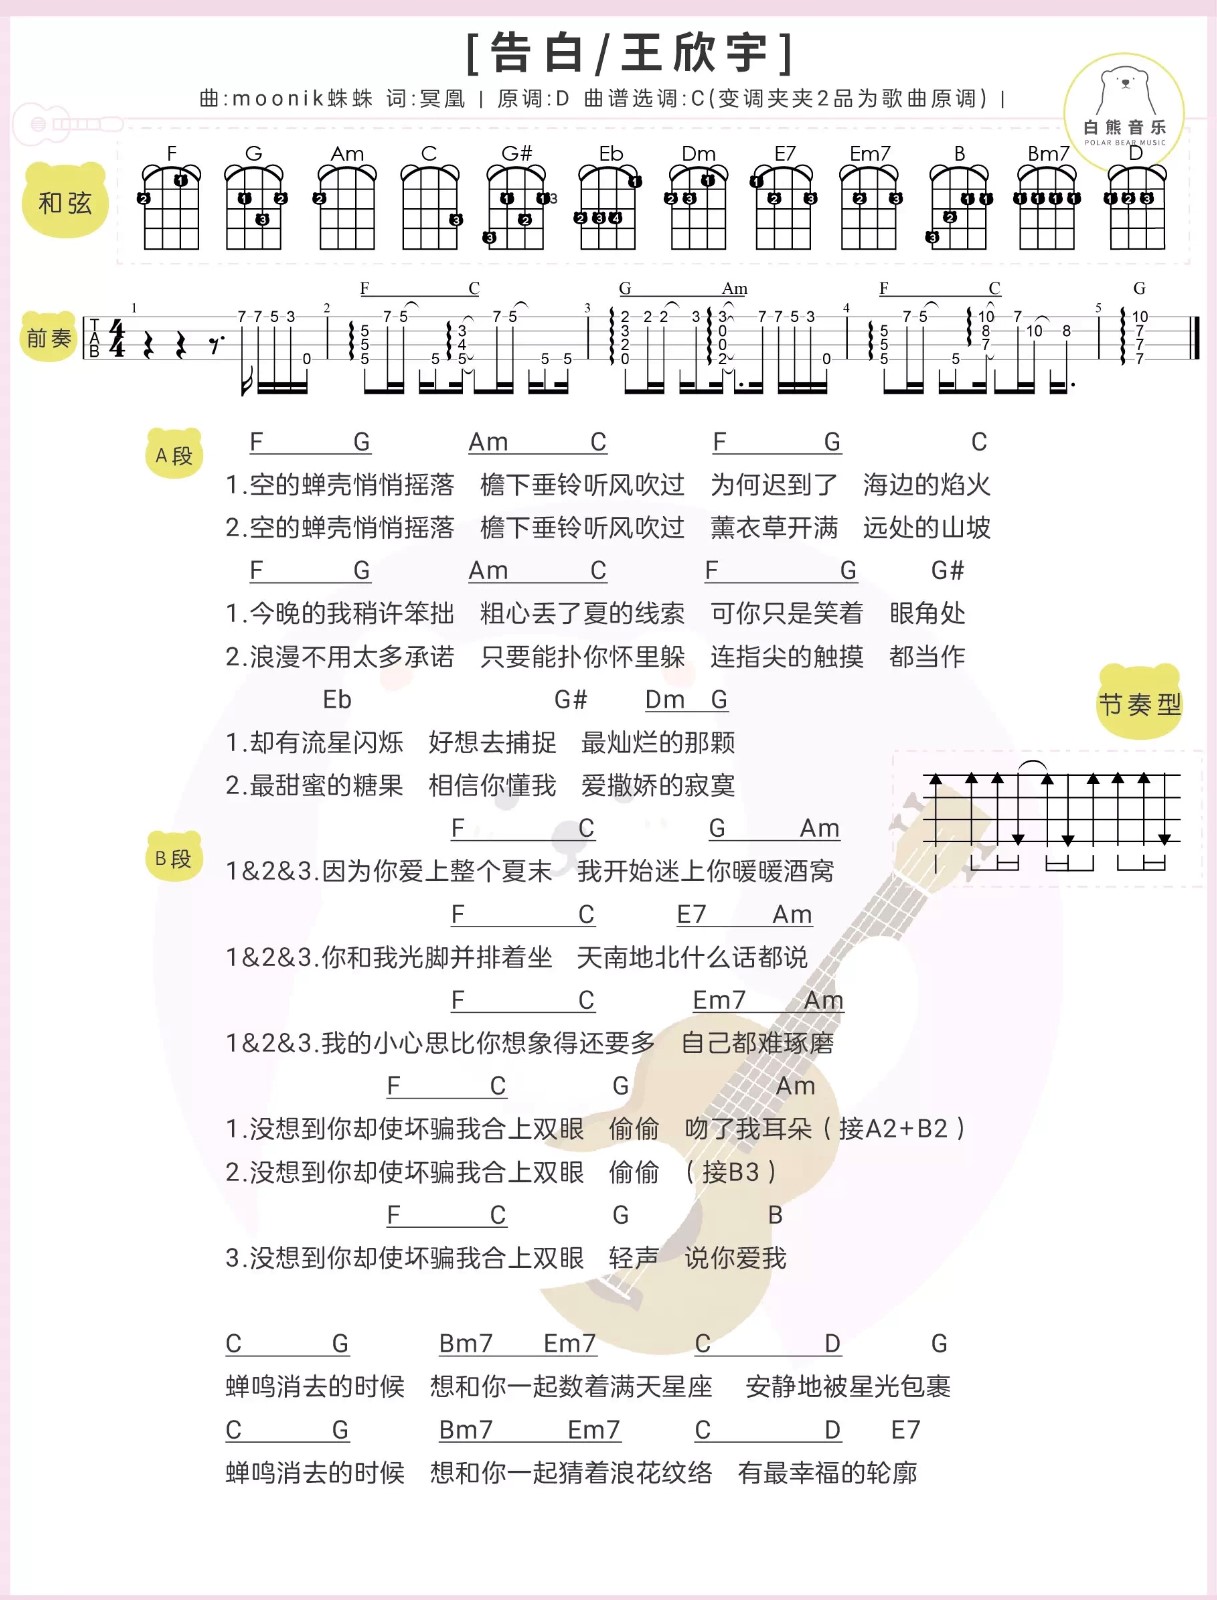 [告白/王欣宇]
曲:moonik蛛蛛 词:冥凰 | 原调:D 曲谱选调:C(变调夹夹2品为歌曲原调) |
白熊音乐
POLAR BEAR MUSIC
和弦
F G Am C G# Eb Dm E7 Em7 B Bm7 D
前奏
F C G Am F C G
A段
F G Am C F G C
1.空的蝉壳悄悄摇落 檐下垂铃听风吹过 为何迟到了 海边的焰火
2.空的蝉壳悄悄摇落 檐下垂铃听风吹过 薰衣草开满 远处的山坡
F G Am C F G G#
1.今晚的我稍许笨拙 粗心丢了夏的线索 可你只是笑着 眼角处
2.浪漫不用太多承诺 只要能扑你怀里躲 连指尖的触摸 都当作
Eb G# Dm G
1.却有流星闪烁 好想去捕捉 最灿烂的那颗
2.最甜蜜的糖果 相信你懂我 爱撒娇的寂寞
节奏型
B段
F C G Am
1&2&3.因为你爱上整个夏末 我开始迷上你暖暖酒窝
F C E7 Am
1&2&3.你和我光脚并排着坐 天南地北什么话都说
F C Em7 Am
1&2&3.我的小心思比你想象得还要多 自己都难琢磨
F C G Am
1.没想到你却使坏骗我合上双眼 偷偷 吻了我耳朵（接A2+B2）
2.没想到你却使坏骗我合上双眼 偷偷 （接B3）
F C G B
3.没想到你却使坏骗我合上双眼 轻声 说你爱我
C G Bm7 Em7 C D G
蝉鸣消去的时候 想和你一起数着满天星座 安静地被星光包裹
C G Bm7 Em7 C D E7
蝉鸣消去的时候 想和你一起猜着浪花纹络 有最幸福的轮廓